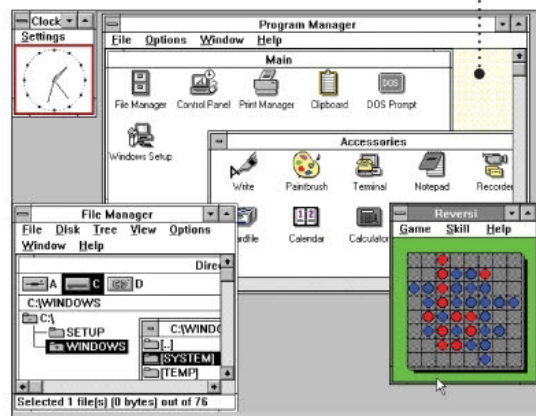 Clock
Settings
Program Manager
File Options Window Help
Main
File Manager Control Panel Print Manager Clipboard DOS Prompt
DOS
Windows Setup
Accessories
Write Paintbrush Terminal Notepad Recorder
Calendar Calculator
File Manager
File Disk Tree View Options
Window Help
A C D
C:\WINDOWS
C:\
SETUP
WINDOWS
[..]
[SYSTEM]
[TEMP]
Selected 1 file(s) (0 bytes) out of 76
Reversi
Game Skill Help